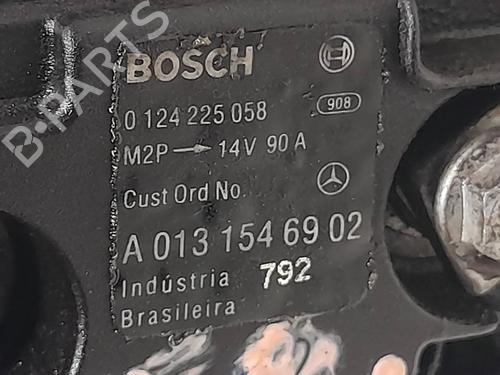 BOSCH
0 124 225 058
908
M2P → 14V 90 A
Cust Ord No.
A 013 154 69 02
Indústria 792
Brasileira
B-PARTS